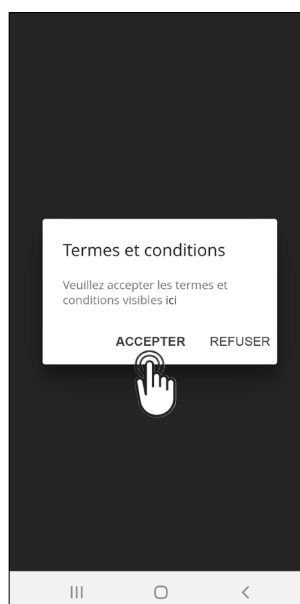 Termes et conditions
Veuillez accepter les termes et
conditions visibles ici
ACCEPTER REFUSER